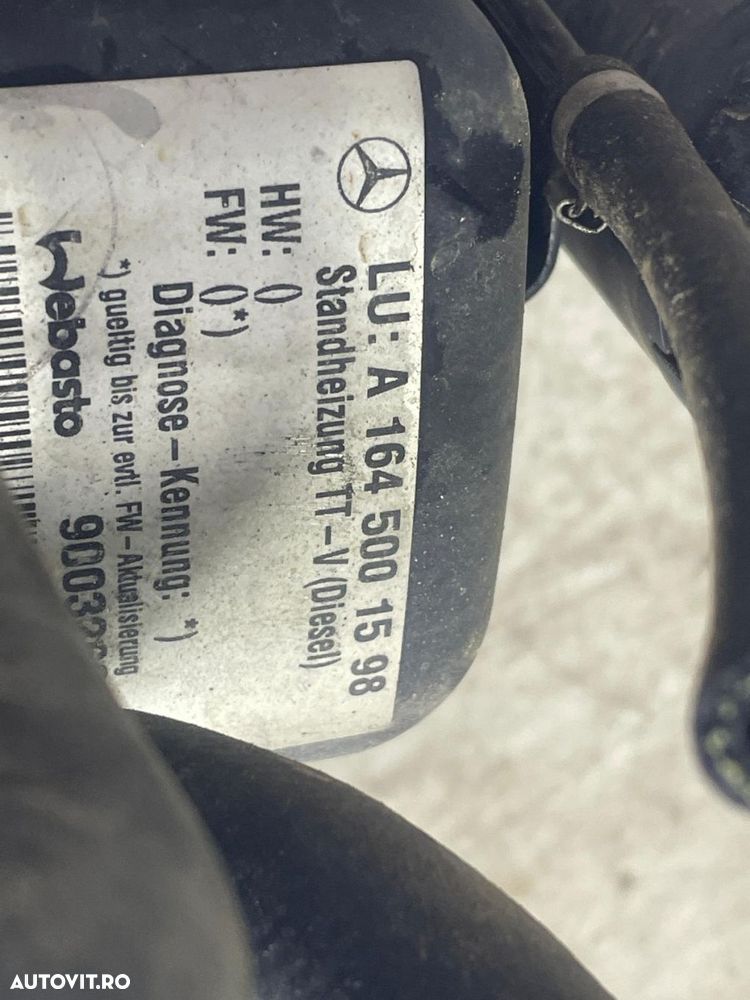 LU: A 164 500 15 98
Standheizung TT-V (Diesel)
HW: 0
FW: 0*)
Diagnose-Kennung: *)
*) gueltig bis zur evtl. FW-Aktualisierung
Webasto
AUTOVIT.RO